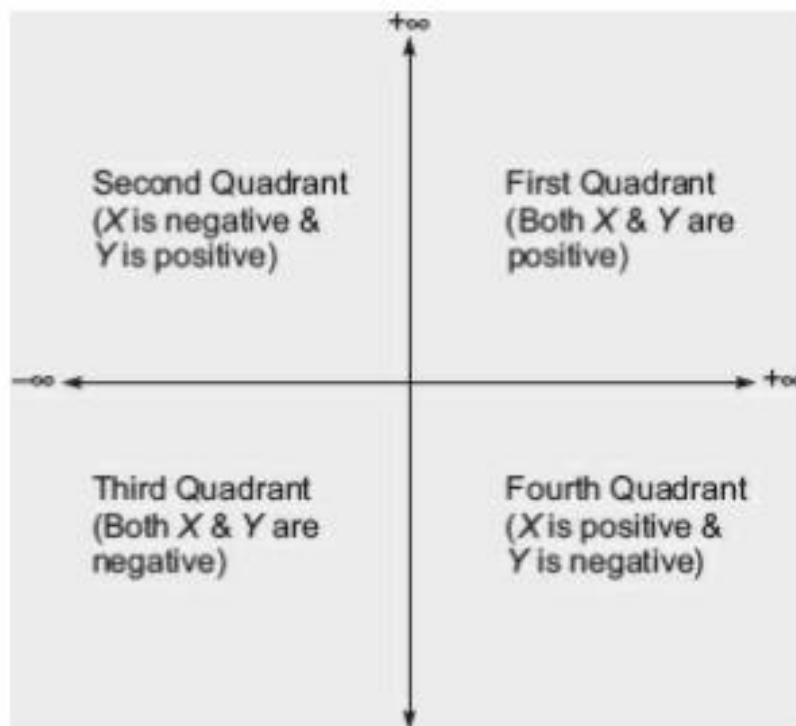 +∞
Second Quadrant
(X is negative &
Y is positive)
First Quadrant
(Both X & Y are
positive)
–∞
+∞
Third Quadrant
(Both X & Y are
negative)
Fourth Quadrant
(X is positive &
Y is negative)